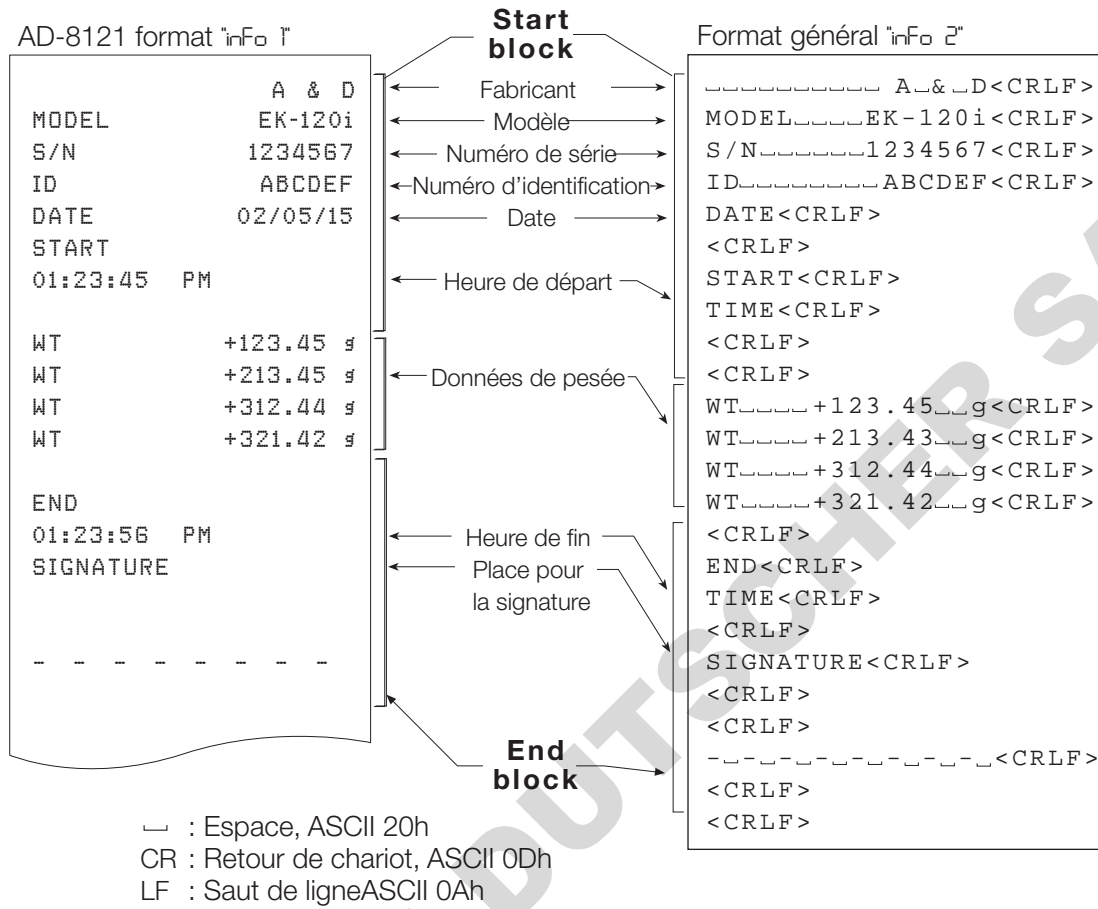 AD-8121 format "inFo 1"
A & D
MODEL EK-120i
S/N 1234567
ID ABCDEF
DATE 02/05/15
START
01:23:45 PM
WT +123.45 g
WT +213.45 g
WT +312.44 g
WT +321.42 g
END
01:23:56 PM
SIGNATURE
- - - - - - - -
Start
block
Fabricant
Modèle
Numéro de série
Numéro d'identification
Date
Heure de départ
Données de pesée
Heure de fin
Place pour
la signature
End
block
Format général "inFo 2"
␣␣␣␣␣␣␣␣␣␣ A␣&␣D<CRLF>
MODEL␣␣␣␣EK-120i<CRLF>
S/N␣␣␣␣␣␣1234567<CRLF>
ID␣␣␣␣␣␣␣␣ABCDEF<CRLF>
DATE<CRLF>
<CRLF>
START<CRLF>
TIME<CRLF>
<CRLF>
<CRLF>
WT␣␣␣␣+123.45␣␣g<CRLF>
WT␣␣␣␣+213.43␣␣g<CRLF>
WT␣␣␣␣+312.44␣␣g<CRLF>
WT␣␣␣␣+321.42␣␣g<CRLF>
<CRLF>
END<CRLF>
TIME<CRLF>
<CRLF>
SIGNATURE<CRLF>
<CRLF>
<CRLF>
-␣-␣-␣-␣-␣-␣-␣-␣<CRLF>
<CRLF>
<CRLF>
␣ : Espace, ASCII 20h
CR : Retour de chariot, ASCII 0Dh
LF : Saut de ligneASCII 0Ah
DUTSCHER SA